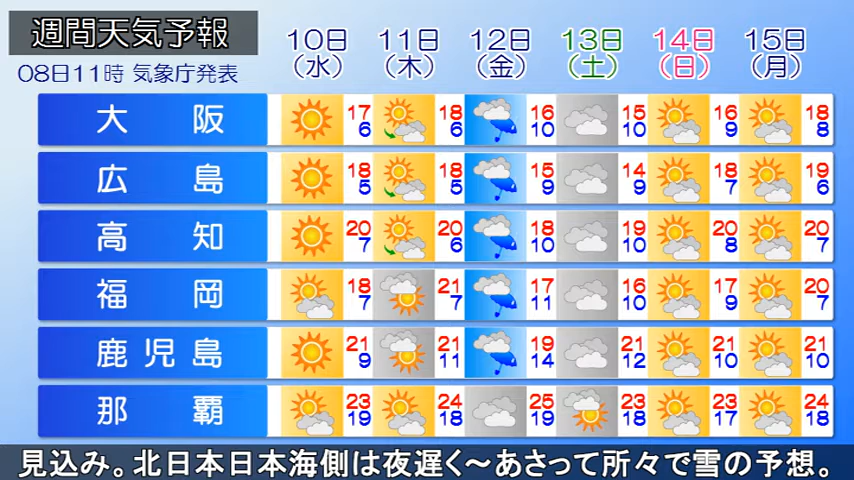 週間天気予報
08日11時 気象庁発表
10日 11日 12日 13日 14日 15日
(水) (木) (金) (土) (日) (月)
大阪 17 6 18 6 16 10 15 10 16 9 18 8
広島 18 5 18 5 15 9 14 9 18 7 19 6
高知 20 7 20 6 18 10 19 10 20 8 20 7
福岡 18 7 21 7 17 11 16 10 17 9 20 7
鹿児島 21 9 21 11 19 14 21 12 21 10 21 10
那覇 23 19 24 18 25 19 23 18 23 17 24 18
見込み。北日本日本海側は夜遅く～あさって所々で雪の予想。